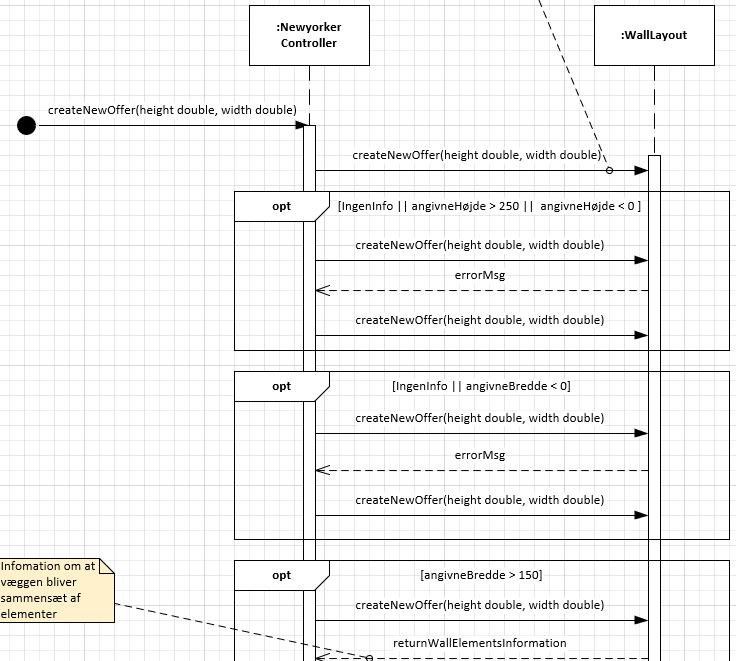 :Newyorker
Controller
:WallLayout
createNewOffer(height double, width double)
createNewOffer(height double, width double)
opt
[IngenInfo || angivneHøjde > 250 || angivneHøjde < 0 ]
createNewOffer(height double, width double)
errorMsg
createNewOffer(height double, width double)
opt
[IngenInfo || angivneBredde < 0]
createNewOffer(height double, width double)
errorMsg
createNewOffer(height double, width double)
Infomation om at
væggen bliver
sammensæt af
elementer
opt
[angivneBredde > 150]
createNewOffer(height double, width double)
returnWallElementsInformation